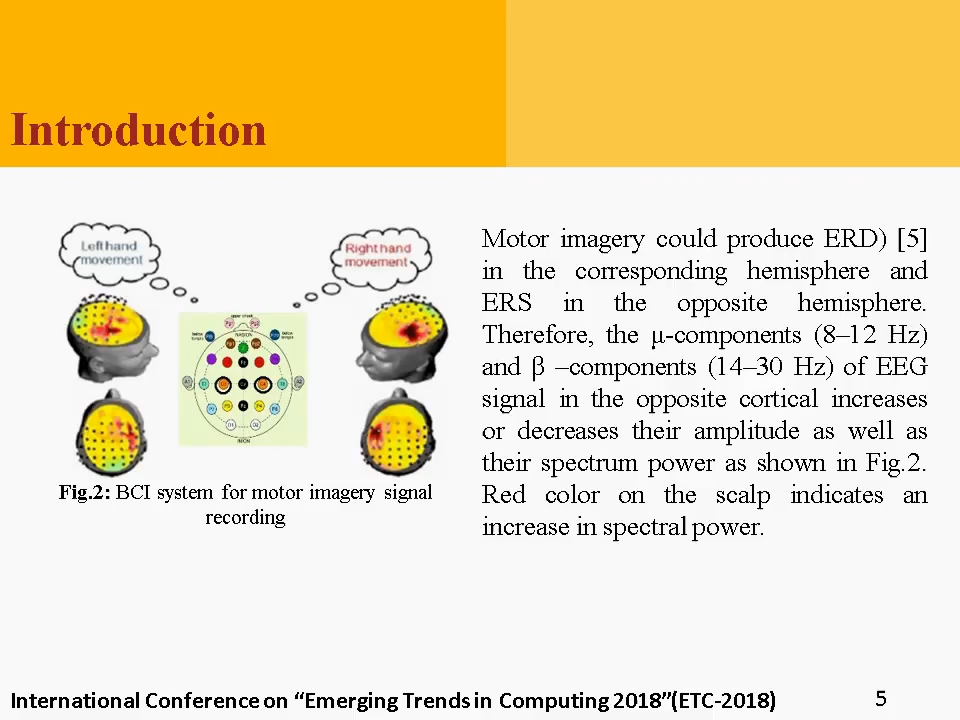 Introduction
Left hand
movement
Right hand
movement
NASION
INION
Fig.2: BCI system for motor imagery signal
recording
Motor imagery could produce ERD) [5]
in the corresponding hemisphere and
ERS in the opposite hemisphere.
Therefore, the μ-components (8–12 Hz)
and β –components (14–30 Hz) of EEG
signal in the opposite cortical increases
or decreases their amplitude as well as
their spectrum power as shown in Fig.2.
Red color on the scalp indicates an
increase in spectral power.
International Conference on “Emerging Trends in Computing 2018”(ETC-2018)
5